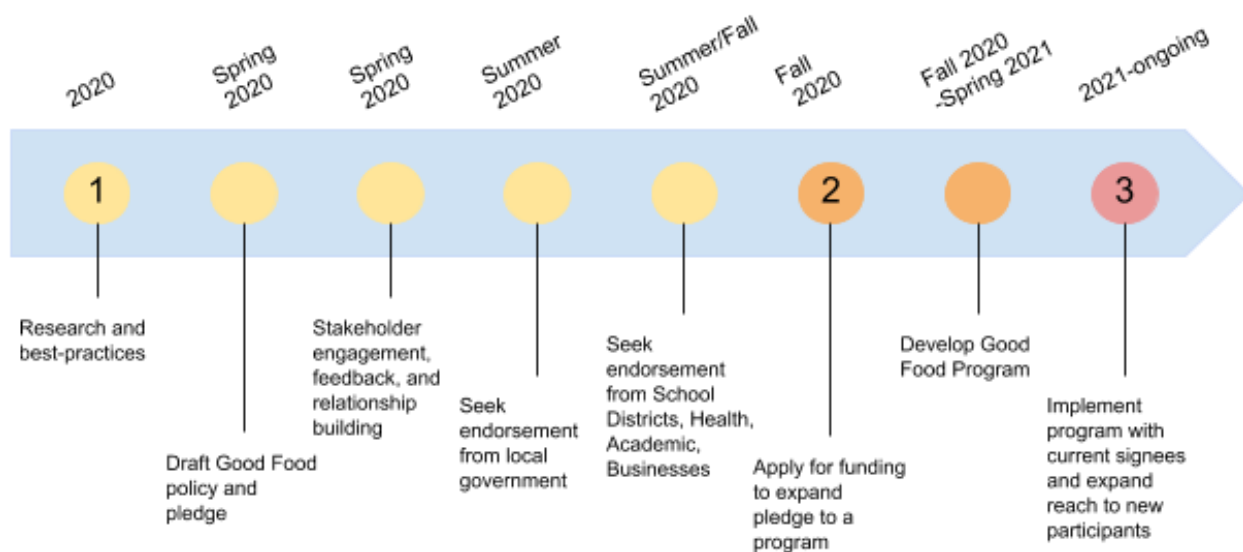 2020
Spring
2020
Spring
2020
Summer
2020
Summer/Fall
2020
Fall
2020
Fall 2020
-Spring 2021
2021-ongoing
1
2
3
Research and
best-practices
Draft Good Food
policy and
pledge
Stakeholder
engagement,
feedback, and
relationship
building
Seek
endorsement
from local
government
Seek
endorsement
from School
Districts, Health,
Academic,
Businesses
Apply for funding
to expand
pledge to a
program
Develop Good
Food Program
Implement
program with
current signees
and expand
reach to new
participants